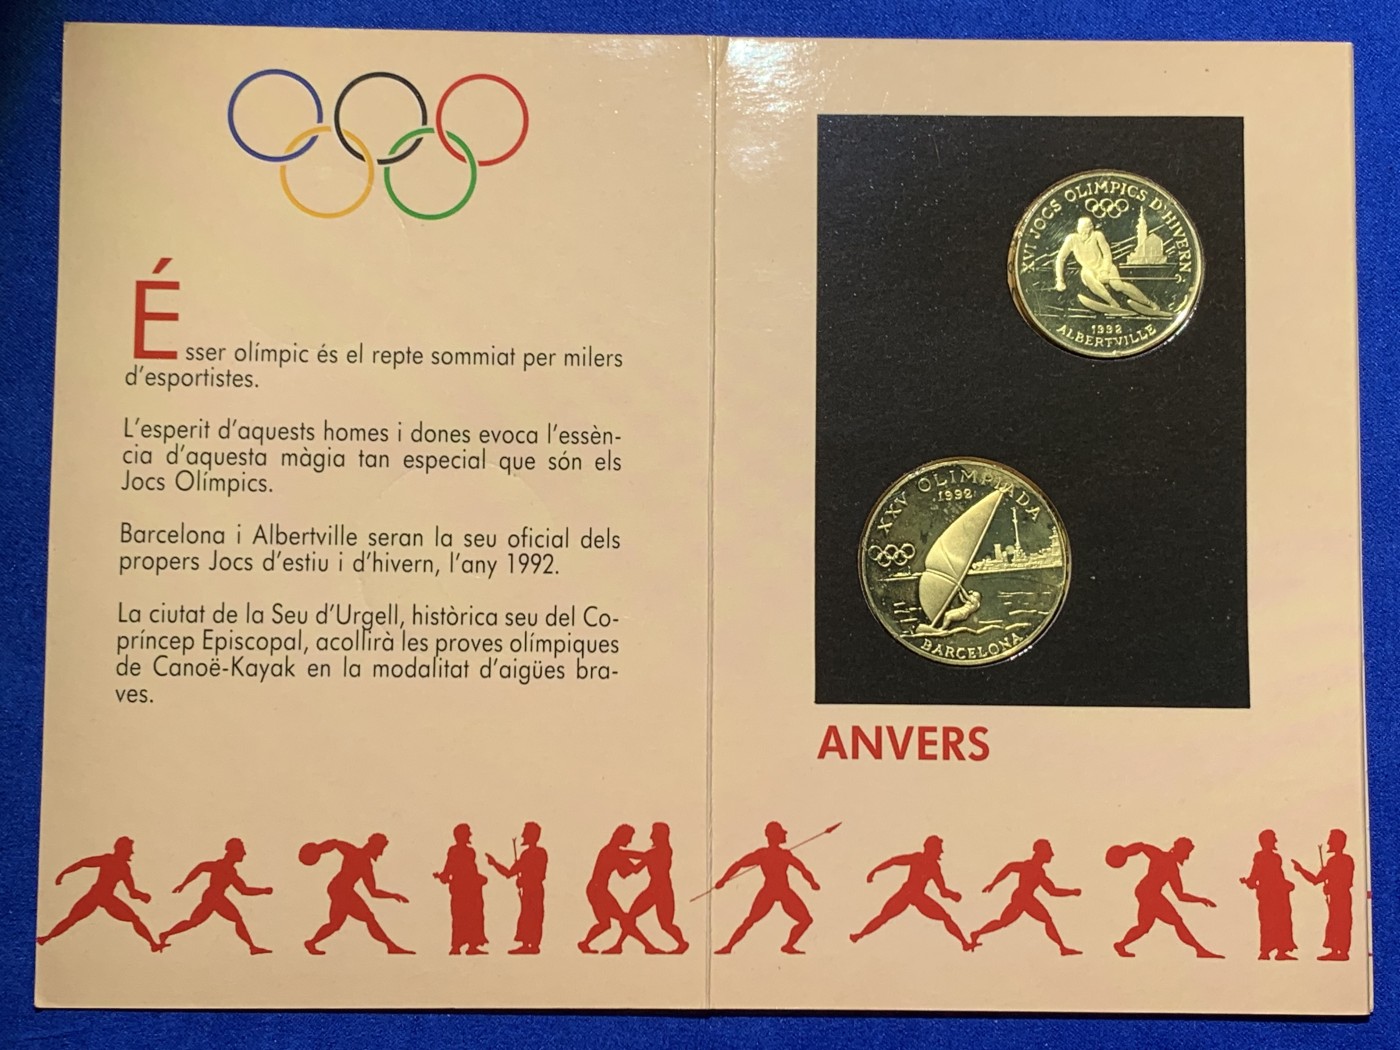 Ésser olímpic és el repte somniat per milers
d'esportistes.
L'esperit d'aquests homes i dones evoca l'essèn-
cia d'aquesta màgia tan especial que són els
Jocs Olímpics.
Barcelona i Albertville seran la seu oficial dels
propers Jocs d'estiu i d'hivern, l'any 1992.
La ciutat de la Seu d'Urgell, històrica seu del Co-
príncep Episcopal, acollirà les proves olímpiques
de Canoë-Kayak en la modalitat d'aigües bra-
ves.
XVI JOCS OLIMPICS D'HIVERN
1992
ALBERTVILLE
XXV OLIMPIADA
1992
BARCELONA
ANVERS